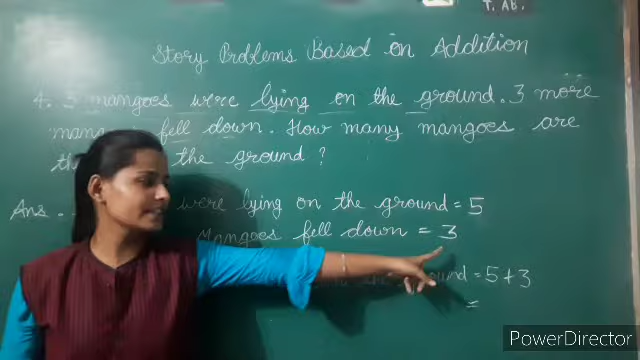 T. AB.
Story Problems Based on Addition
4. 5 mangoes were lying on the ground. 3 more
fell down. How many mangoes are
the ground ?
Ans. were lying on the ground = 5
Mangoes fell down = 3
= 5 + 3
=
PowerDirector